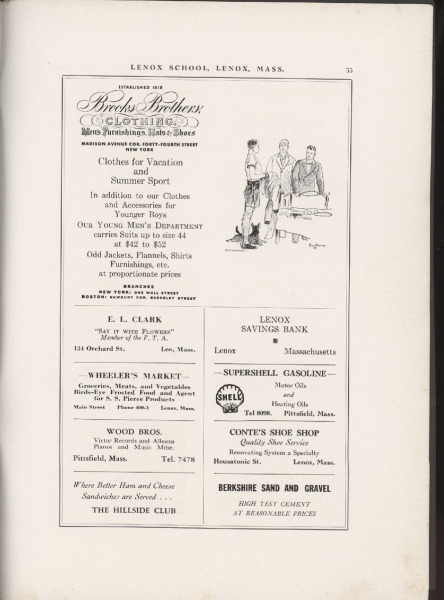 LENOX SCHOOL, LENOX, MASS. 55
ESTABLISHED 1818
Brooks Brothers,
CLOTHING,
Men's Furnishings, Hats & Shoes
MADISON AVENUE COR. FORTY-FOURTH STREET
NEW YORK
Clothes for Vacation
and
Summer Sport
In addition to our Clothes
and Accessories for
Younger Boys
OUR YOUNG MEN'S DEPARTMENT
carries Suits up to size 44
at $42 to $52
Odd Jackets, Flannels, Shirts
Furnishings, etc.
at proportionate prices
BRANCHES
NEW YORK: ONE WALL STREET
BOSTON: NEWBURY COR. BERKELEY STREET
E. L. CLARK
"SAY IT WITH FLOWERS"
Member of the F. T. A.
134 Orchard St. Lee, Mass.
LENOX
SAVINGS BANK
Lenox Massachusetts
—WHEELER'S MARKET—
Groceries, Meats, and Vegetables
Birds-Eye Frosted Food and Agent
for S. S. Pierce Products
Main Street Phone 400-1 Lenox, Mass.
—SUPERSHELL GASOLINE—
SHELL
Motor Oils
and
Heating Oils
Tel 8098. Pittsfield, Mass.
WOOD BROS.
Victor Records and Albums
Pianos and Music Mdse.
Pittsfield, Mass. Tel. 7478
CONTE'S SHOE SHOP
Quality Shoe Service
Renovating System a Specialty
Housatonic St. Lenox, Mass.
Where Better Ham and Cheese
Sandwiches are Served . . .
THE HILLSIDE CLUB
BERKSHIRE SAND AND GRAVEL
HIGH TEST CEMENT
AT REASONABLE PRICES